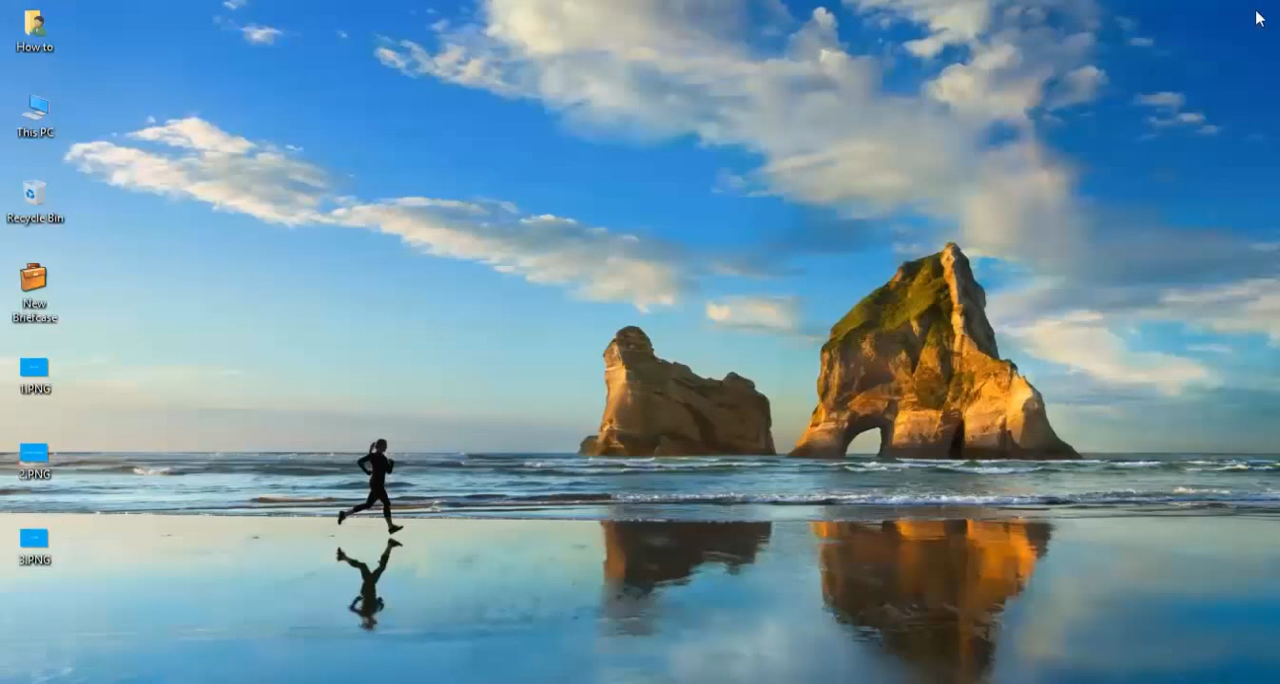 How to
This PC
Recycle Bin
New
Briefcase
1.PNG
2.PNG
3.PNG